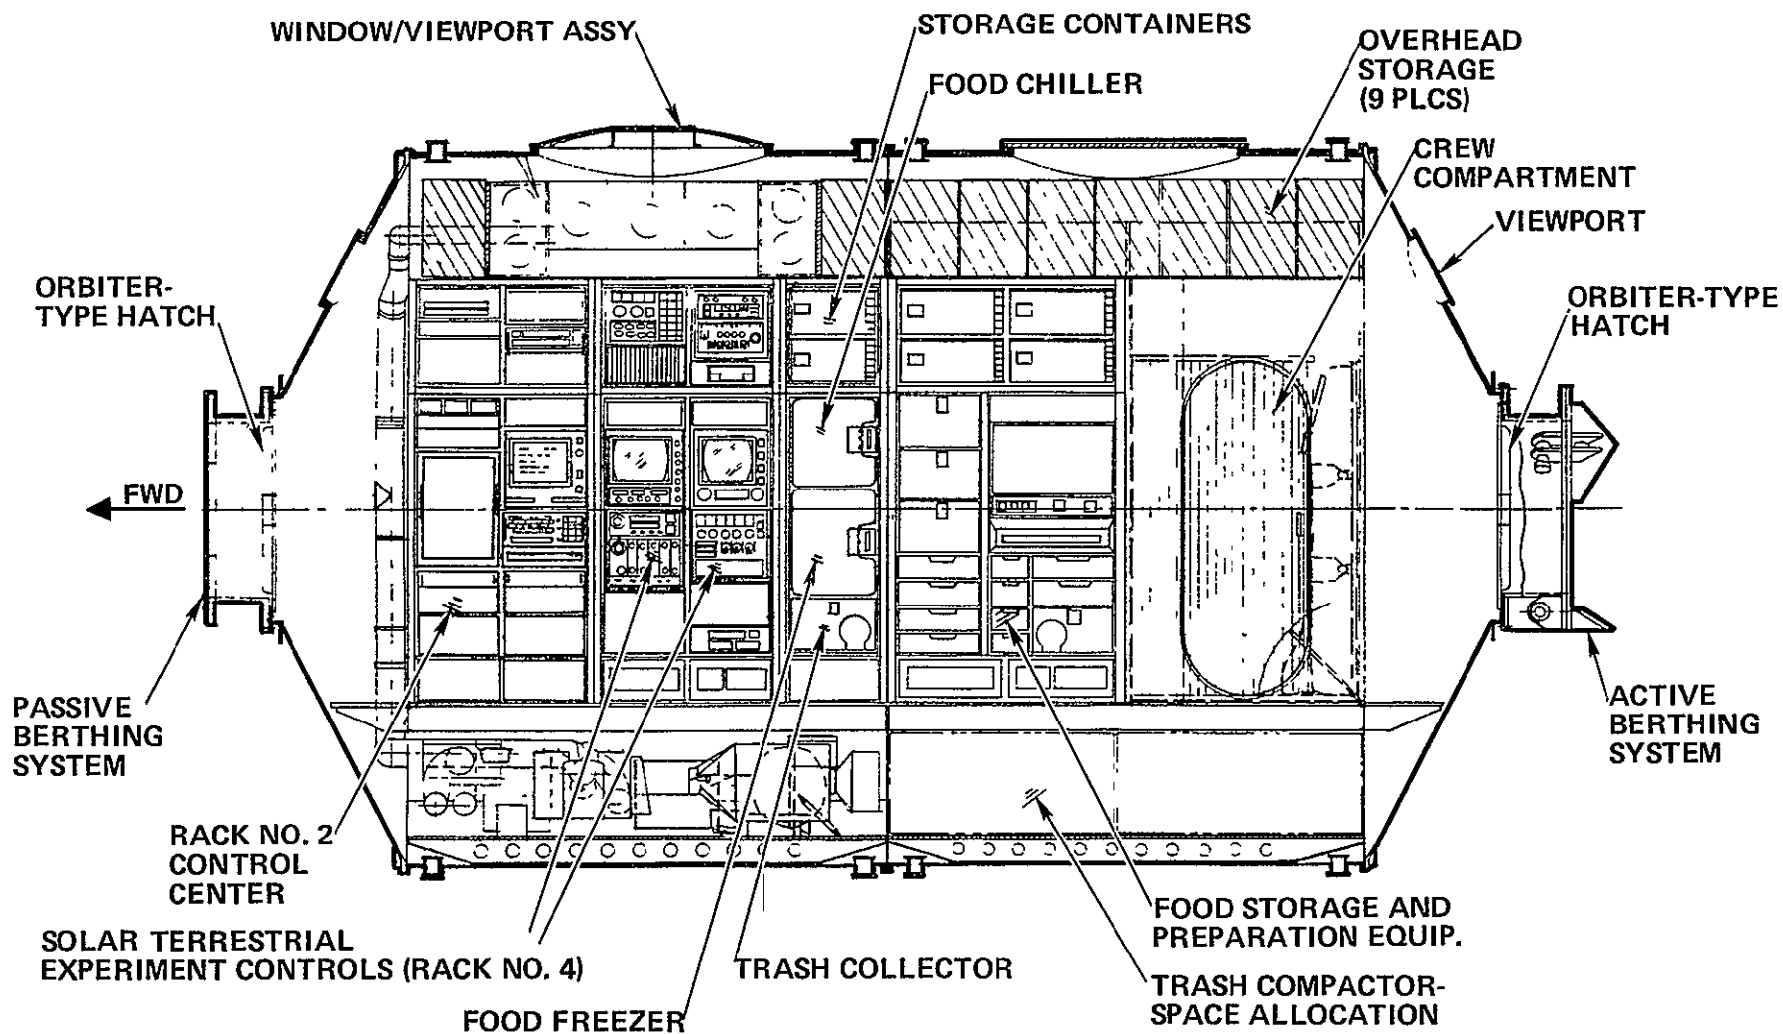 WINDOW/VIEWPORT ASSY
STORAGE CONTAINERS
FOOD CHILLER
OVERHEAD
STORAGE
(9 PLCS)
CREW
COMPARTMENT
VIEWPORT
ORBITER-
TYPE HATCH
ORBITER-TYPE
HATCH
FWD
PASSIVE
BERTHING
SYSTEM
ACTIVE
BERTHING
SYSTEM
RACK NO. 2
CONTROL
CENTER
SOLAR TERRESTRIAL
EXPERIMENT CONTROLS (RACK NO. 4)
FOOD FREEZER
TRASH COLLECTOR
FOOD STORAGE AND
PREPARATION EQUIP.
TRASH COMPACTOR-
SPACE ALLOCATION